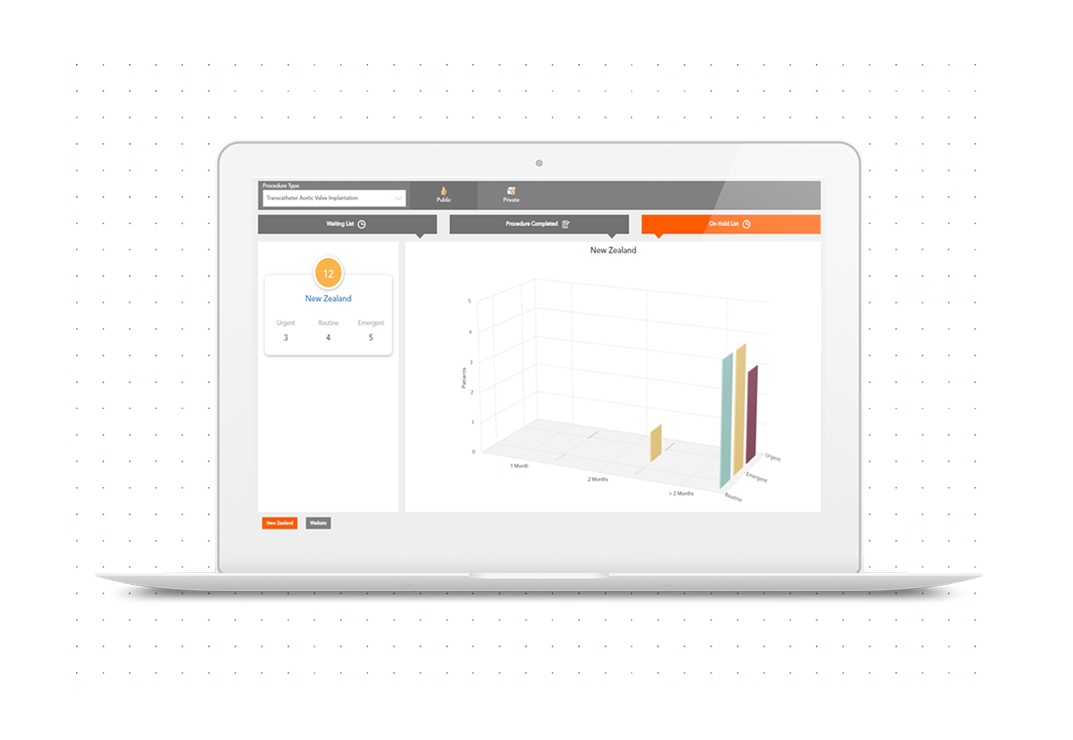 Procedure Type
Transcatheter Aortic Valve Implantation
Public
Private
Waiting List
Procedure Completed
On Hold List
12
New Zealand
Urgent Routine Emergent
3 4 5
New Zealand
Patients
5
4
3
2
1
0
1 Month
2 Months
> 2 Months
Routine
Emergent
Urgent
New Zealand
Waikato